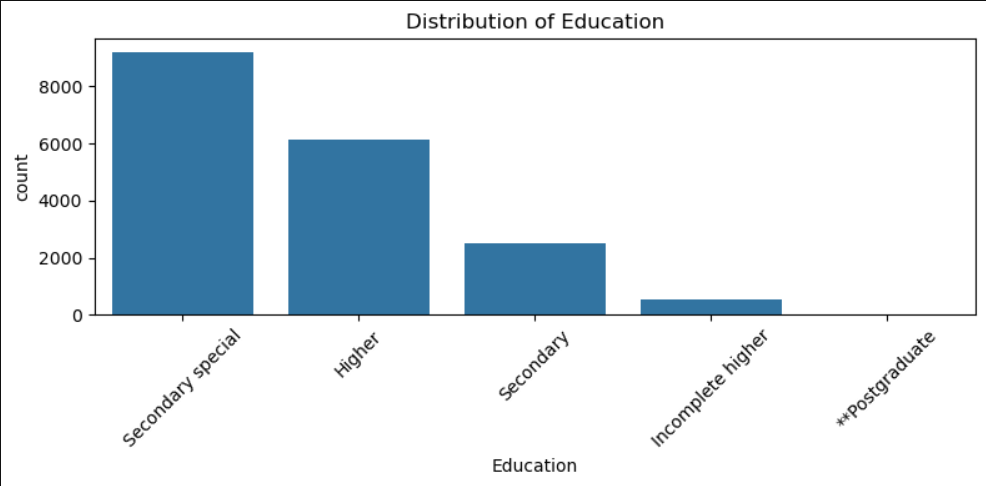 Distribution of Education
8000
6000
4000
2000
0
count
Secondary special
Higher
Secondary
Incomplete higher
**Postgraduate
Education